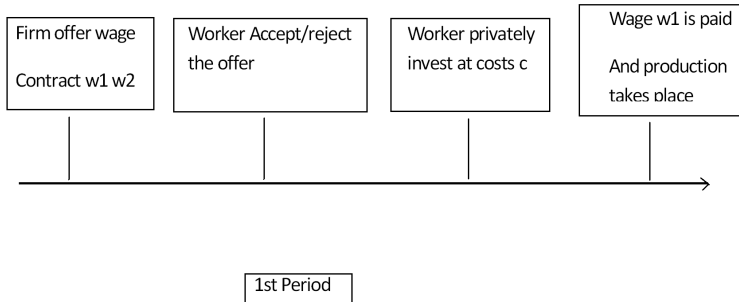 Firm offer wage
Contract w1 w2
Worker Accept/reject
the offer
Worker privately
invest at costs c
Wage w1 is paid
And production
takes place
1st Period